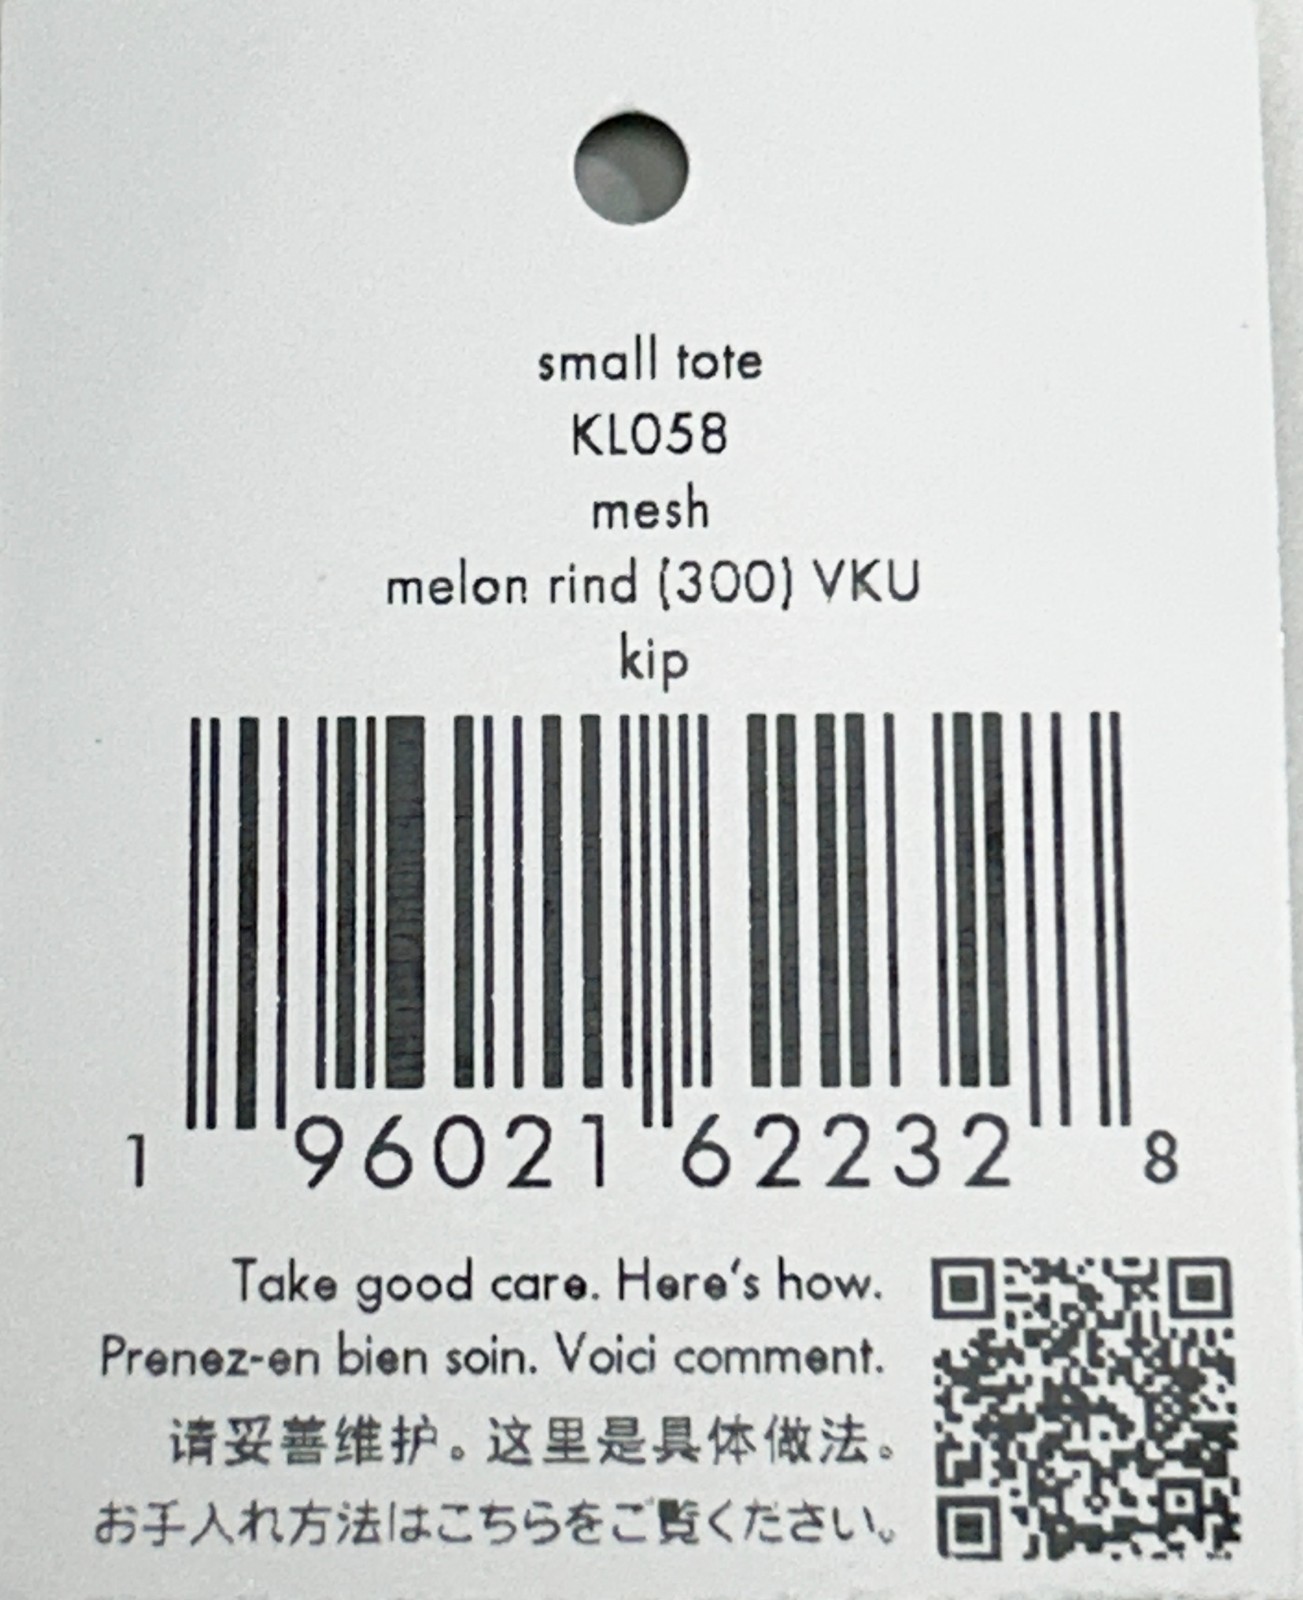 small tote
KL058
mesh
melon rind (300) VKU
kip
1 96021 62232 8
Take good care. Here's how.
Prenez-en bien soin. Voici comment.
请妥善维护。这里是具体做法。
お手入れ方法はこちらをご覧ください。